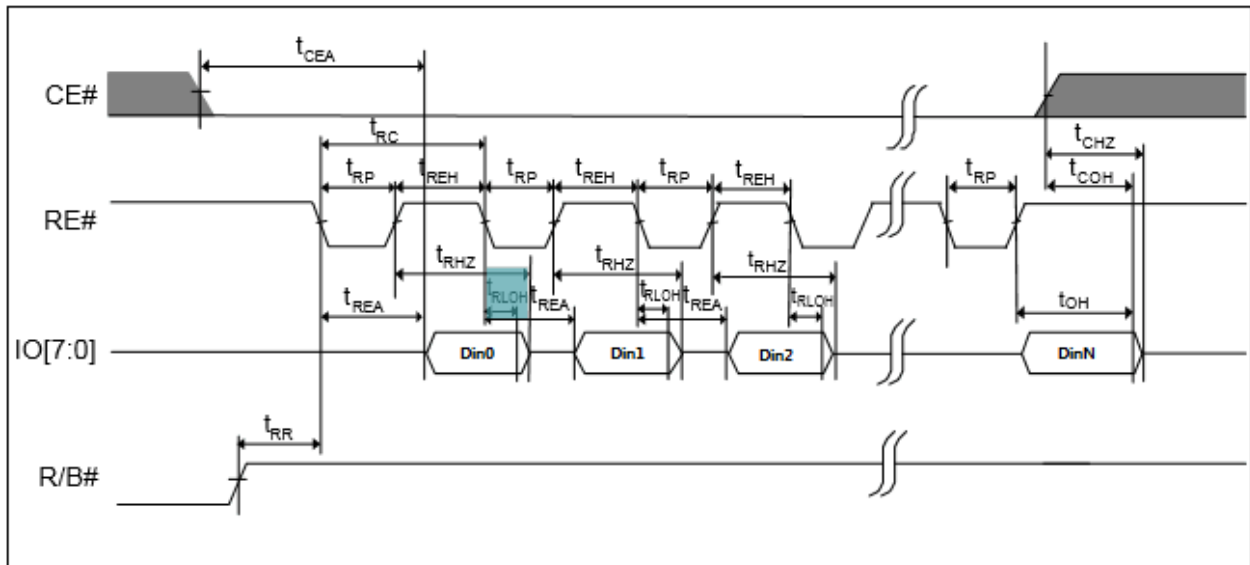 tCEA
CE#
tRC
tCHZ
tRP tREH tRP tREH tRP tREH tRP tCOH
RE#
tRHZ tRHZ tRHZ
tRLOH tRLOH tRLOH
tREA tREA tREA tOH
IO[7:0] Din0 Din1 Din2 DinN
tRR
R/B#